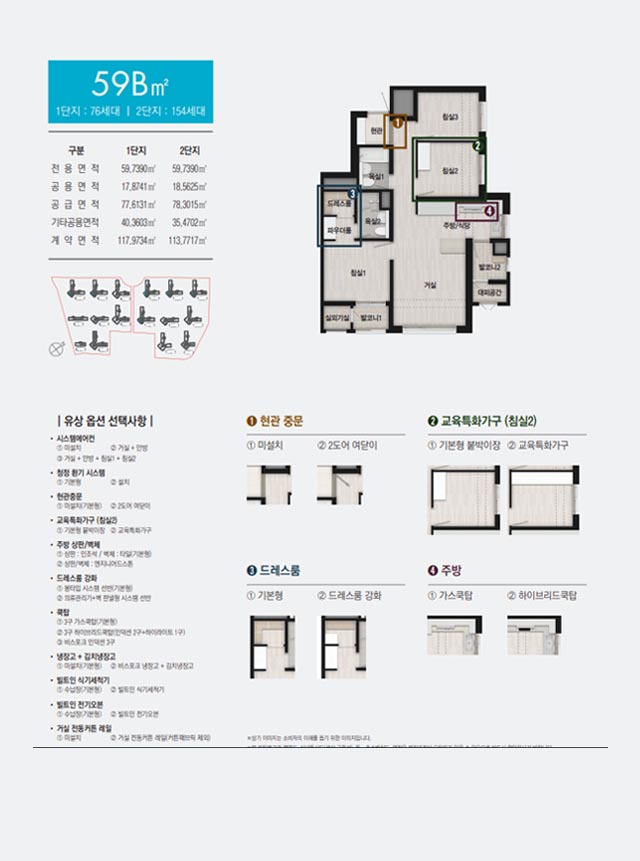 59B㎡
1단지 : 76세대 | 2단지 : 154세대
구분 1단지 2단지
전 용 면 적 59.7390㎡ 59.7390㎡
공 용 면 적 17.8741㎡ 18.5625㎡
공 급 면 적 77.6131㎡ 78.3015㎡
기타공용면적 40.3603㎡ 35.4702㎡
계 약 면 적 117.9734㎡ 113.7717㎡
현관
1
침실3
2
침실2
욕실1
3
드레스룸
파우더룸
욕실2
4
주방/식당
발코니2
대피공간
침실1
거실
실외기실
발코니1
| 유상 옵션 선택사항 |
• 시스템에어컨
① 미설치 ② 거실 + 안방
③ 거실 + 안방 + 침실1 + 침실2
• 청정 환기 시스템
① 기본형 ② 설치
• 현관중문
① 미설치(기본형) ② 2도어 여닫이
• 교육특화가구 (침실2)
① 기본형 붙박이장 ② 교육특화가구
• 주방 상판/벽체
① 상판 : 인조석 / 벽체 : 타일(기본형)
② 상판/벽체 : 엔지니어드스톤
• 드레스룸 강화
① 봉타입 시스템 선반(기본형)
② 의류관리기+벽 판넬형 시스템 선반
• 쿡탑
① 3구 가스쿡탑(기본형)
② 3구 하이브리드쿡탑(인덕션 2구+하이라이트 1구)
③ 비스포크 인덕션 3구
• 냉장고 + 김치냉장고
① 미설치(기본형) ② 비스포크 냉장고 + 김치냉장고
• 빌트인 식기세척기
① 수납장(기본형) ② 빌트인 식기세척기
• 빌트인 전기오븐
① 수납장(기본형) ② 빌트인 전기오븐
• 거실 전동커튼 레일
① 미설치 ② 거실 전동커튼 레일(커튼패브릭 제외)
❶ 현관 중문
① 미설치 ② 2도어 여닫이
❷ 교육특화가구 (침실2)
① 기본형 붙박이장 ② 교육특화가구
❸ 드레스룸
① 기본형 ② 드레스룸 강화
❹ 주방
① 가스쿡탑 ② 하이브리드쿡탑
※상기 이미지는 소비자의 이해를 돕기 위한 이미지입니다.